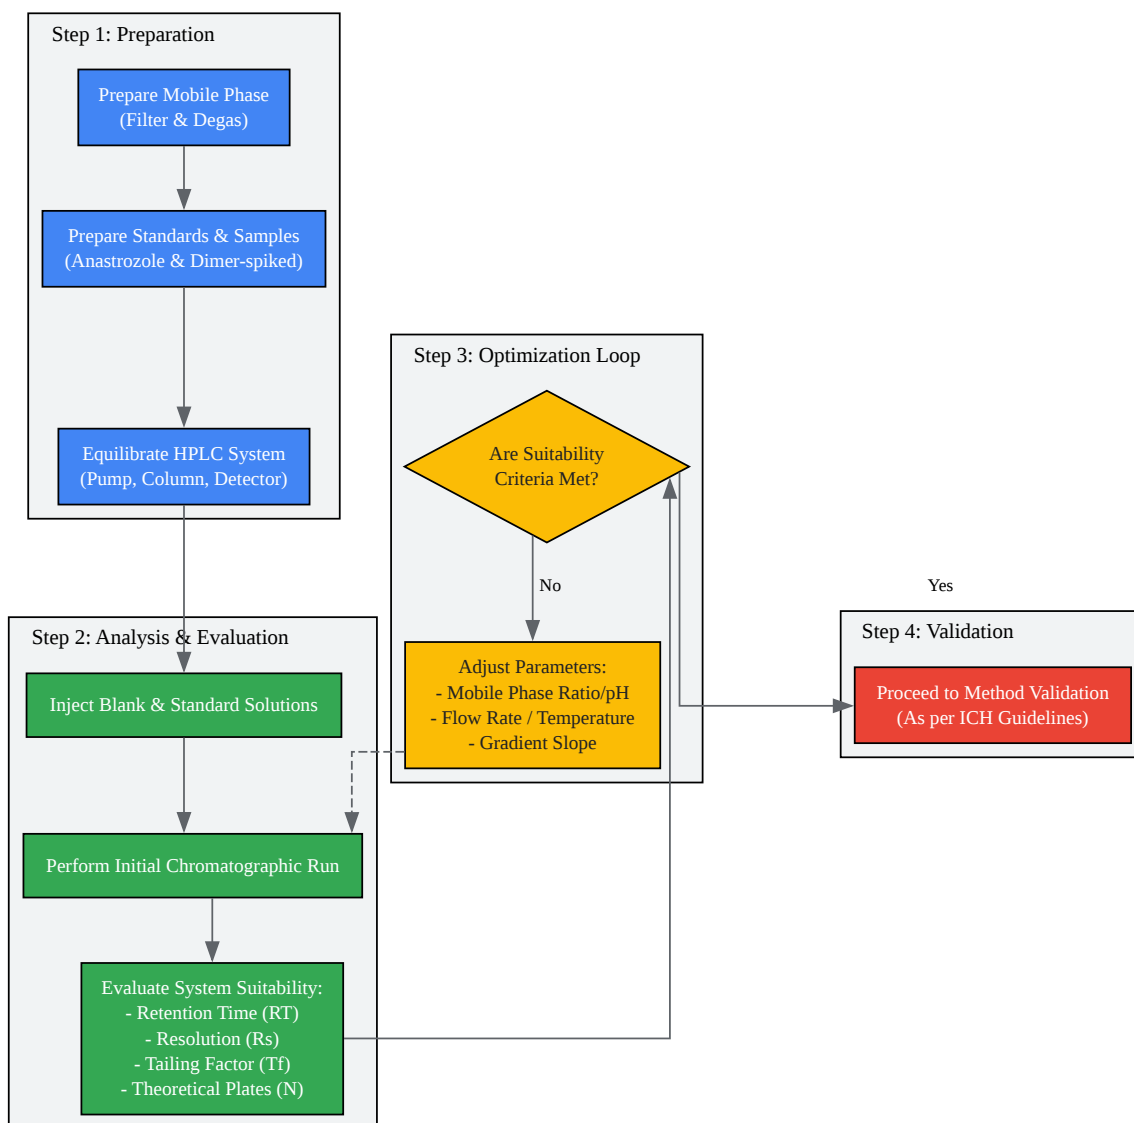 Step 1: Preparation
Prepare Mobile Phase
(Filter & Degas)
Prepare Standards & Samples
(Anastrozole & Dimer-spiked)
Equilibrate HPLC System
(Pump, Column, Detector)
Step 2: Analysis & Evaluation
Inject Blank & Standard Solutions
Perform Initial Chromatographic Run
Evaluate System Suitability:
- Retention Time (RT)
- Resolution (Rs)
- Tailing Factor (Tf)
- Theoretical Plates (N)
Step 3: Optimization Loop
Are Suitability
Criteria Met?
No
Adjust Parameters:
- Mobile Phase Ratio/pH
- Flow Rate / Temperature
- Gradient Slope
Yes
Step 4: Validation
Proceed to Method Validation
(As per ICH Guidelines)